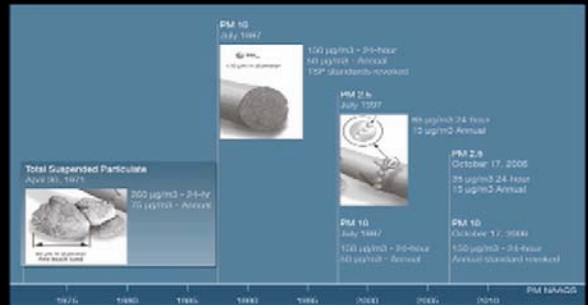 PM 10
July 1987
150 µg/m3 - 24-hour
50 µg/m3 - Annual
TSP standards revoked
PM 2.5
July 1997
65 µg/m3 24-hour
15 µg/m3 Annual
Total Suspended Particulate
April 30, 1971
260 µg/m3 - 24-hr
75 µg/m3 - Annual
PM 2.5
October 17, 2006
35 µg/m3 24-hour
15 µg/m3 Annual
PM 10
July 1997
150 µg/m3 - 24-hour
50 µg/m3 - Annual
PM 10
October 17, 2006
150 µg/m3 - 24-hour
Annual standard revoked
PM NAAQS
1975 1980 1985 1990 1995 2000 2005 2010